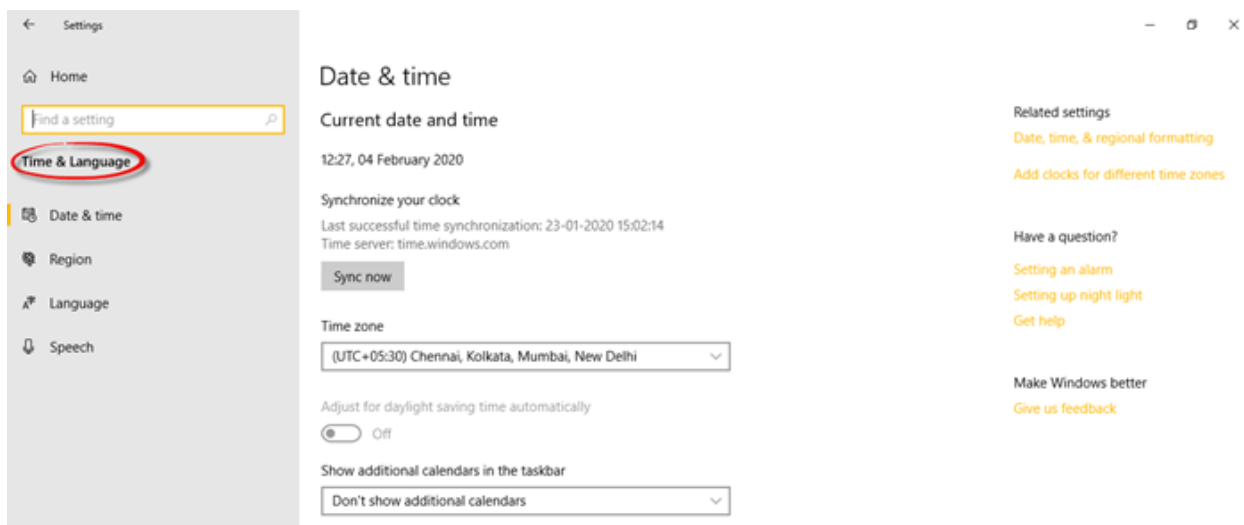 Settings
Home
Find a setting
Time & Language
Date & time
Region
Language
Speech
Date & time
Current date and time
12:27, 04 February 2020
Synchronize your clock
Last successful time synchronization: 23-01-2020 15:02:14
Time server: time.windows.com
Sync now
Time zone
(UTC+05:30) Chennai, Kolkata, Mumbai, New Delhi
Adjust for daylight saving time automatically
Off
Show additional calendars in the taskbar
Don't show additional calendars
Related settings
Date, time, & regional formatting
Add clocks for different time zones
Have a question?
Setting an alarm
Setting up night light
Get help
Make Windows better
Give us feedback